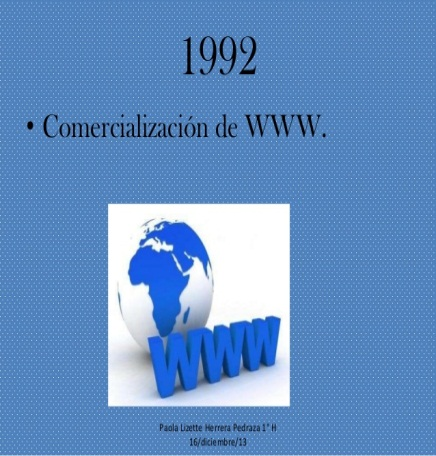 1992
• Comercialización de WWW.
WWW
Paola Lizette Herrera Pedraza 1° H
16/diciembre/13